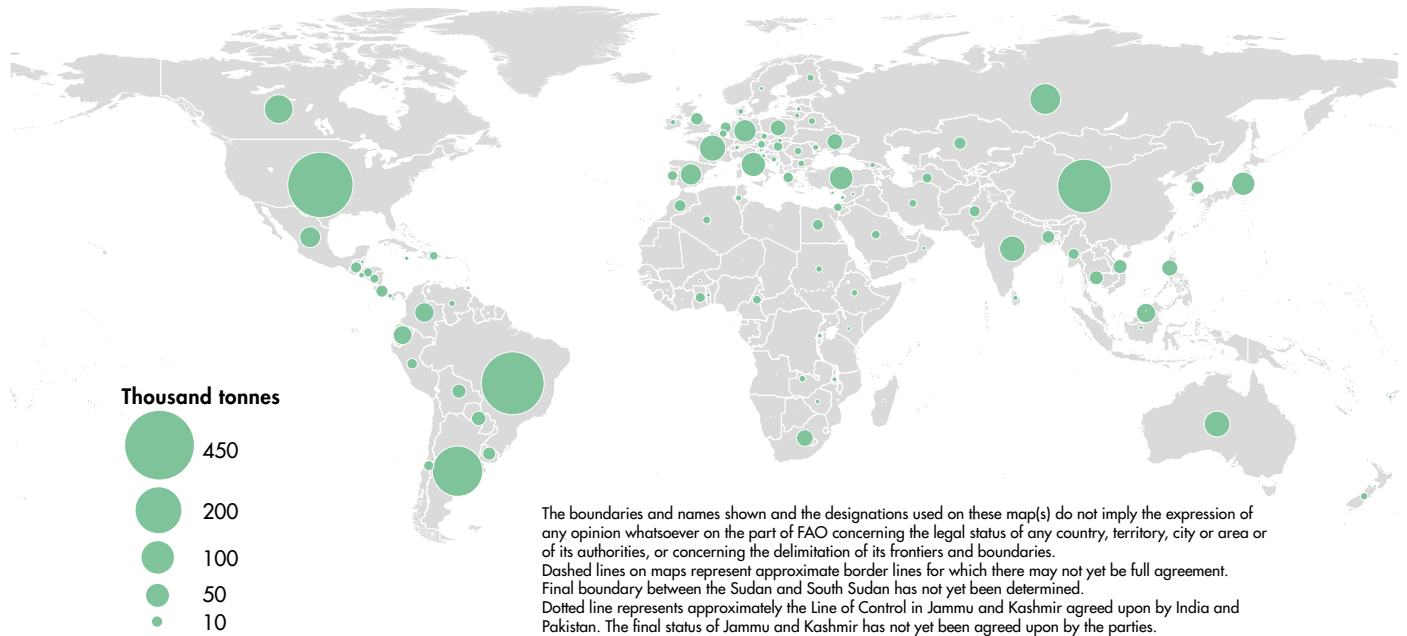 Thousand tonnes
450
200
100
50
10
The boundaries and names shown and the designations used on these map(s) do not imply the expression of
any opinion whatsoever on the part of FAO concerning the legal status of any country, territory, city or area or
of its authorities, or concerning the delimitation of its frontiers and boundaries.
Dashed lines on maps represent approximate border lines for which there may not yet be full agreement.
Final boundary between the Sudan and South Sudan has not yet been determined.
Dotted line represents approximately the Line of Control in Jammu and Kashmir agreed upon by India and
Pakistan. The final status of Jammu and Kashmir has not yet been agreed upon by the parties.